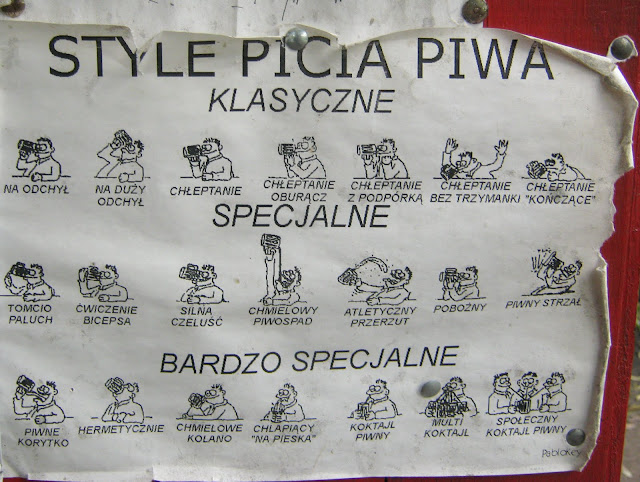 STYLE PICIA PIWA
KLASYCZNE
NA ODCHYŁ
NA DUŻY
ODCHYŁ
CHŁEPTANIE
CHŁEPTANIE
OBURĄCZ
CHŁEPTANIE
Z PODPÓRKĄ
CHŁEPTANIE
BEZ TRZYMANKI
CHŁEPTANIE
"KOŃCZĄCE"
SPECJALNE
TOMCIO
PALUCH
ĆWICZENIE
BICEPSA
SILNA
CZELUŚĆ
CHMIELOWY
PIWOSPAD
ATLETYCZNY
PRZERZUT
POBOŻNY
PIWNY STRZAŁ
BARDZO SPECJALNE
PIWNE
KORYTKO
HERMETYCZNIE
CHMIELOWE
KOLANO
CHLAPIĄCY
"NA PIESKA"
KOKTAJL
PIWNY
MULTI
KOKTAJL
SPOŁECZNY
KOKTAJL PIWNY